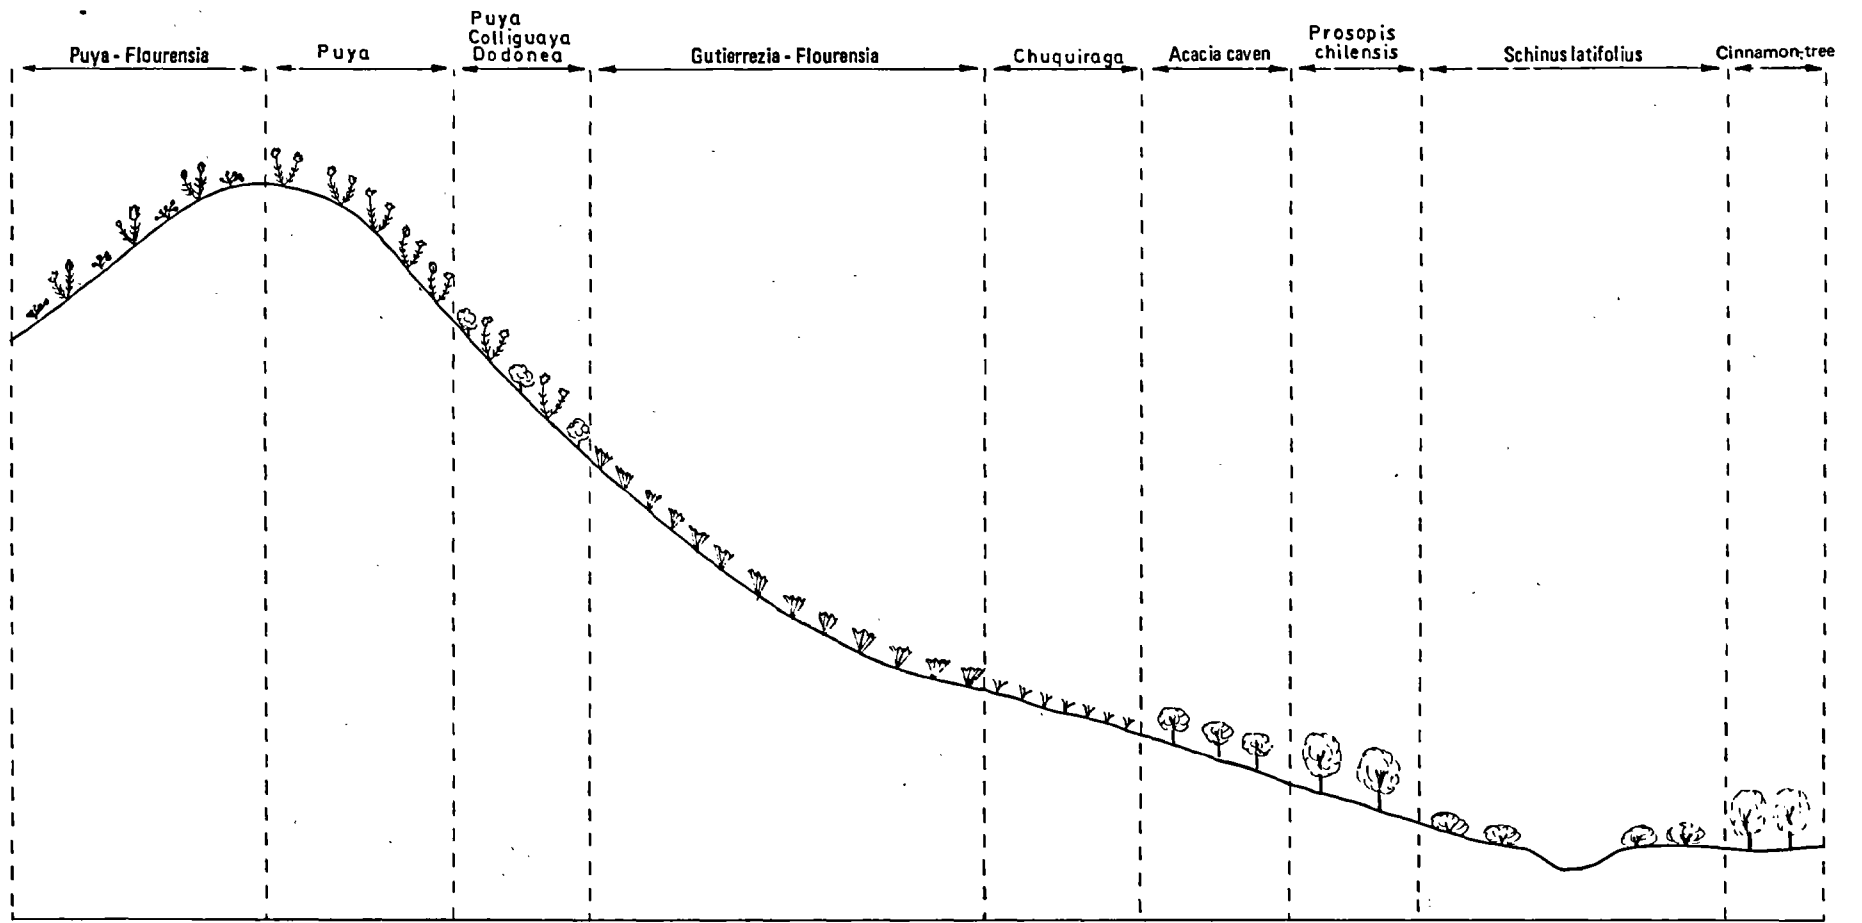 Puya - Flourensia
Puya
Puya
Colliguaya
Dodonea
Gutierrezia - Flourensia
Chuquiraga
Acacia caven
Prosopis
chilensis
Schinus latifolius
Cinnamon-tree